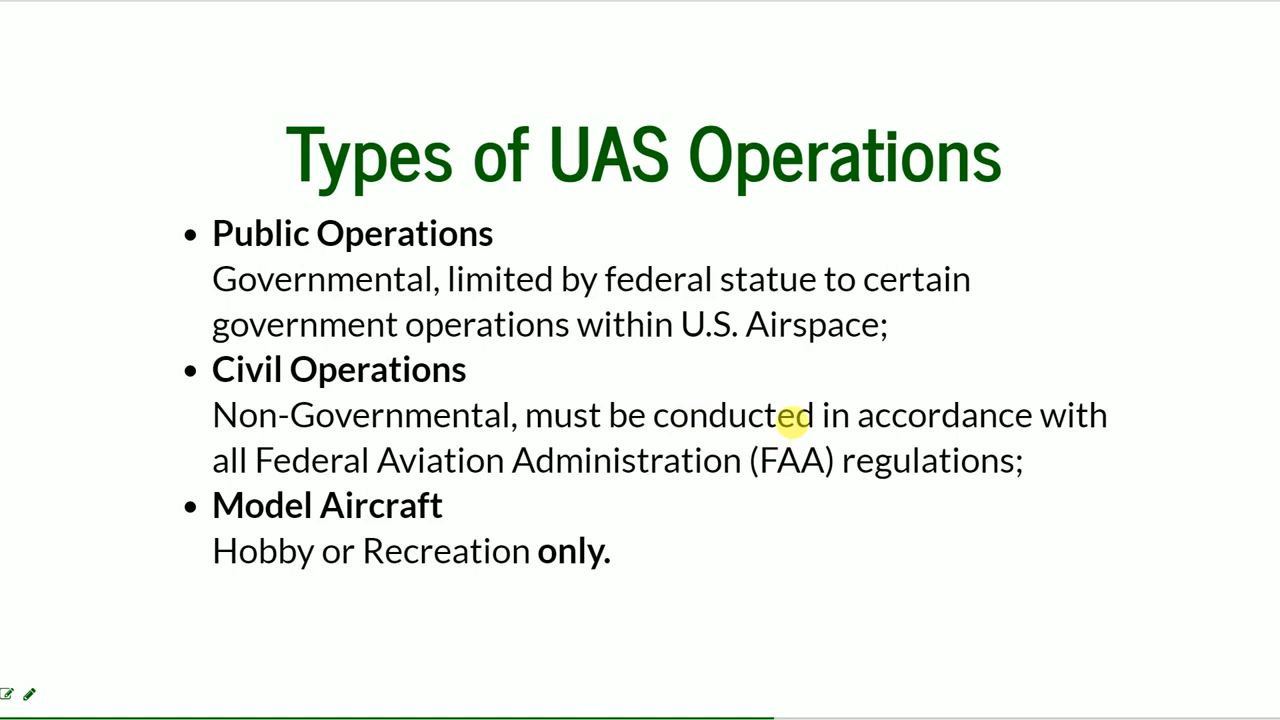 Types of UAS Operations
• Public Operations
Governmental, limited by federal statue to certain
government operations within U.S. Airspace;
• Civil Operations
Non-Governmental, must be conducted in accordance with
all Federal Aviation Administration (FAA) regulations;
• Model Aircraft
Hobby or Recreation only.